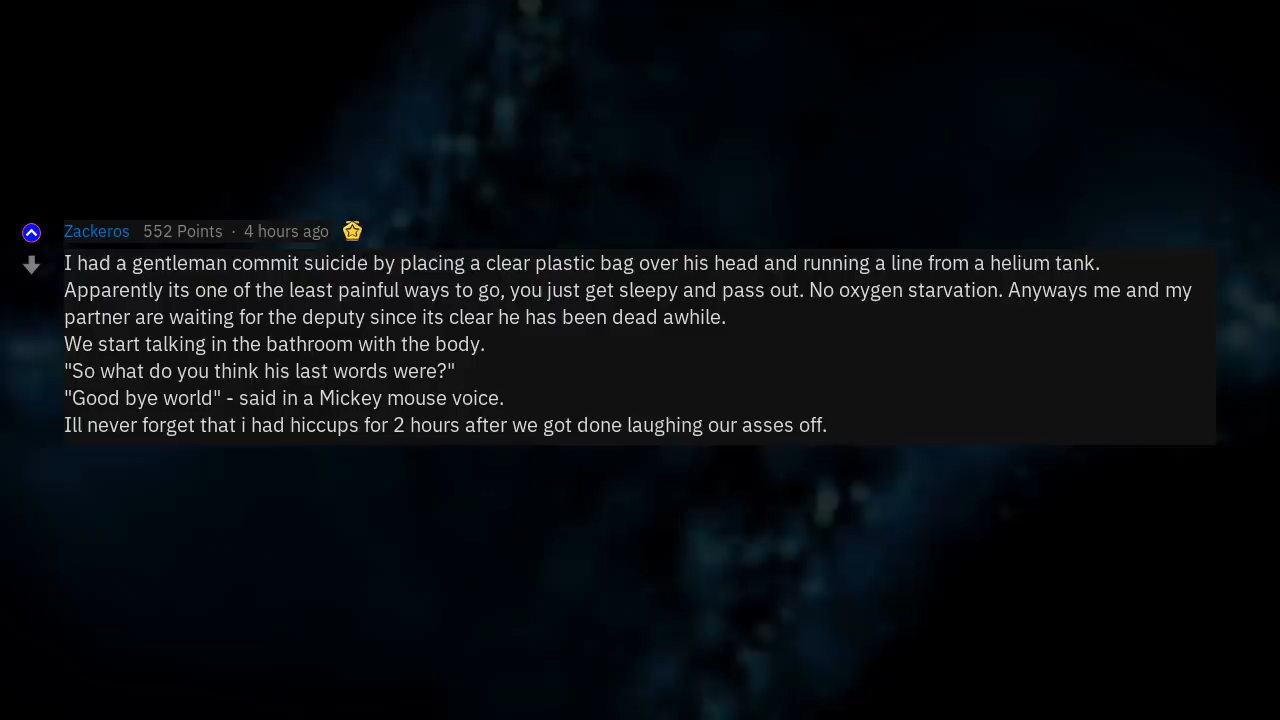 Zackeros 552 Points · 4 hours ago
I had a gentleman commit suicide by placing a clear plastic bag over his head and running a line from a helium tank.
Apparently its one of the least painful ways to go, you just get sleepy and pass out. No oxygen starvation. Anyways me and my
partner are waiting for the deputy since its clear he has been dead awhile.
We start talking in the bathroom with the body.
"So what do you think his last words were?"
"Good bye world" - said in a Mickey mouse voice.
Ill never forget that i had hiccups for 2 hours after we got done laughing our asses off.